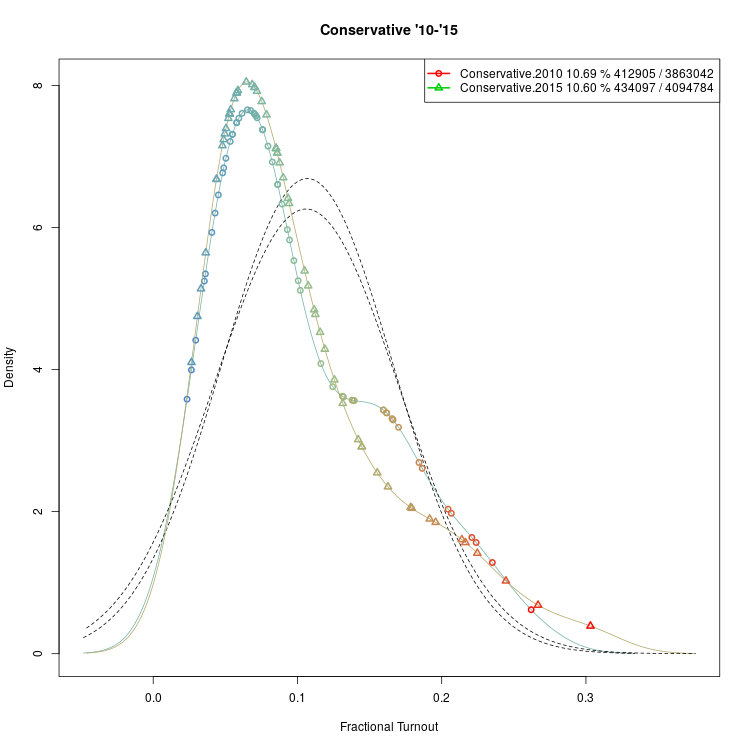 Conservative '10-'15
Conservative.2010 10.69 % 412905 / 3863042
Conservative.2015 10.60 % 434097 / 4094784
Density
8
6
4
2
0
0.0 0.1 0.2 0.3
Fractional Turnout